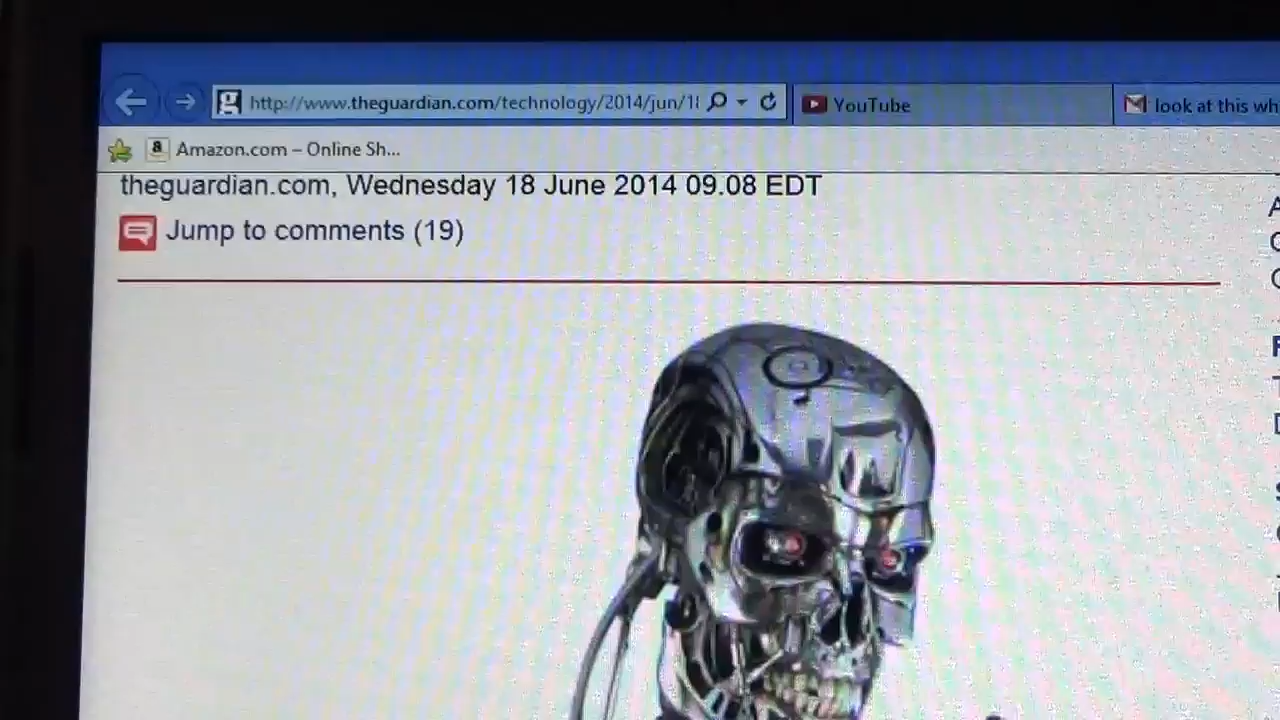 http://www.theguardian.com/technology/2014/jun/18
YouTube
look at this wh
Amazon.com – Online Sh...
theguardian.com, Wednesday 18 June 2014 09.08 EDT
Jump to comments (19)